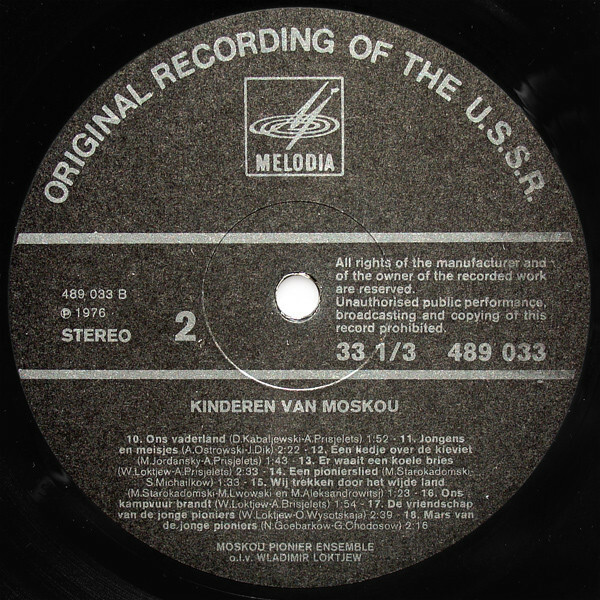 ORIGINAL RECORDING OF THE U.S.S.R.
MELODIA
489 033 B
℗ 1976
STEREO
2
All rights of the manufacturer and
of the owner of the recorded work
are reserved.
Unauthorised public performance,
broadcasting and copying of this
record prohibited.
33 1/3 489 033
KINDEREN VAN MOSKOU
10. Ons vaderland (D.Kabaljewski-A.Prisjelets) 1:52 - 11. Jongens
en meisjes (A.Ostrowski-J.Dik) 2:22 - 12. Een liedje over de kieviet
(M.Jordansky-A.Prisjelets) 1:43 - 13. Er waait een koele bries
(W.Loktjew-A.Prisjelets) 2:33 - 14. Een pionierslied (M.Starokadomski-
S.Michailkow) 1:33 - 15. Wij trekken door het wijde land
(M.Starokadomski-M.Lwowski en M.Aleksandrowitsj) 1:23 - 16. Ons
kampvuur brandt (W.Loktjew-A.Prisjelets) 1:54 - 17. De vriendschap
van de jonge pioniers (W.Loktjew-O.Wysotskaja) 2:39 - 18. Mars van
de jonge pioniers (N.Goebarkow-G.Chodosow) 2:16
MOSKOU PIONIER ENSEMBLE
o.l.v. WLADIMIR LOKTJEW